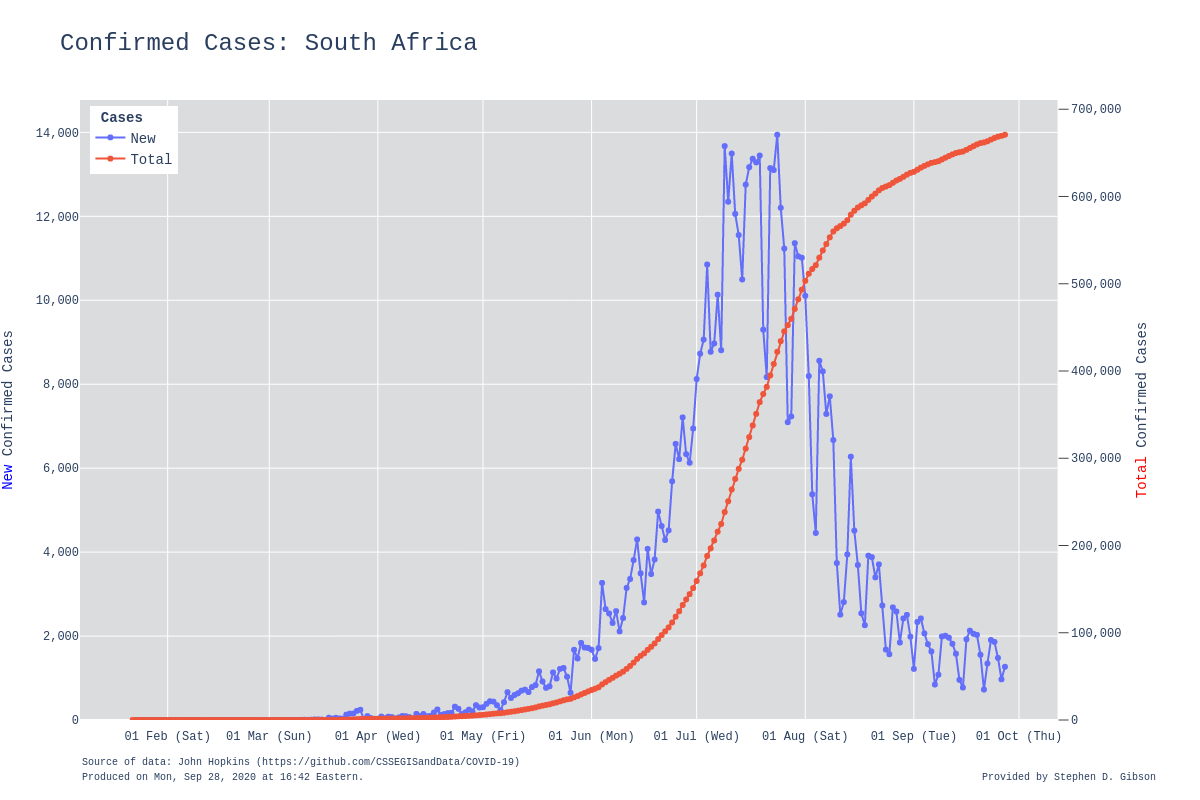 Confirmed Cases: South Africa
Cases
New
Total
14,000
12,000
10,000
8,000
6,000
4,000
2,000
0
New Confirmed Cases
700,000
600,000
500,000
400,000
300,000
200,000
100,000
0
Total Confirmed Cases
01 Feb (Sat) 01 Mar (Sun) 01 Apr (Wed) 01 May (Fri) 01 Jun (Mon) 01 Jul (Wed) 01 Aug (Sat) 01 Sep (Tue) 01 Oct (Thu)
Source of data: John Hopkins (https://github.com/CSSEGISandData/COVID-19)
Produced on Mon, Sep 28, 2020 at 16:42 Eastern.
Provided by Stephen D. Gibson